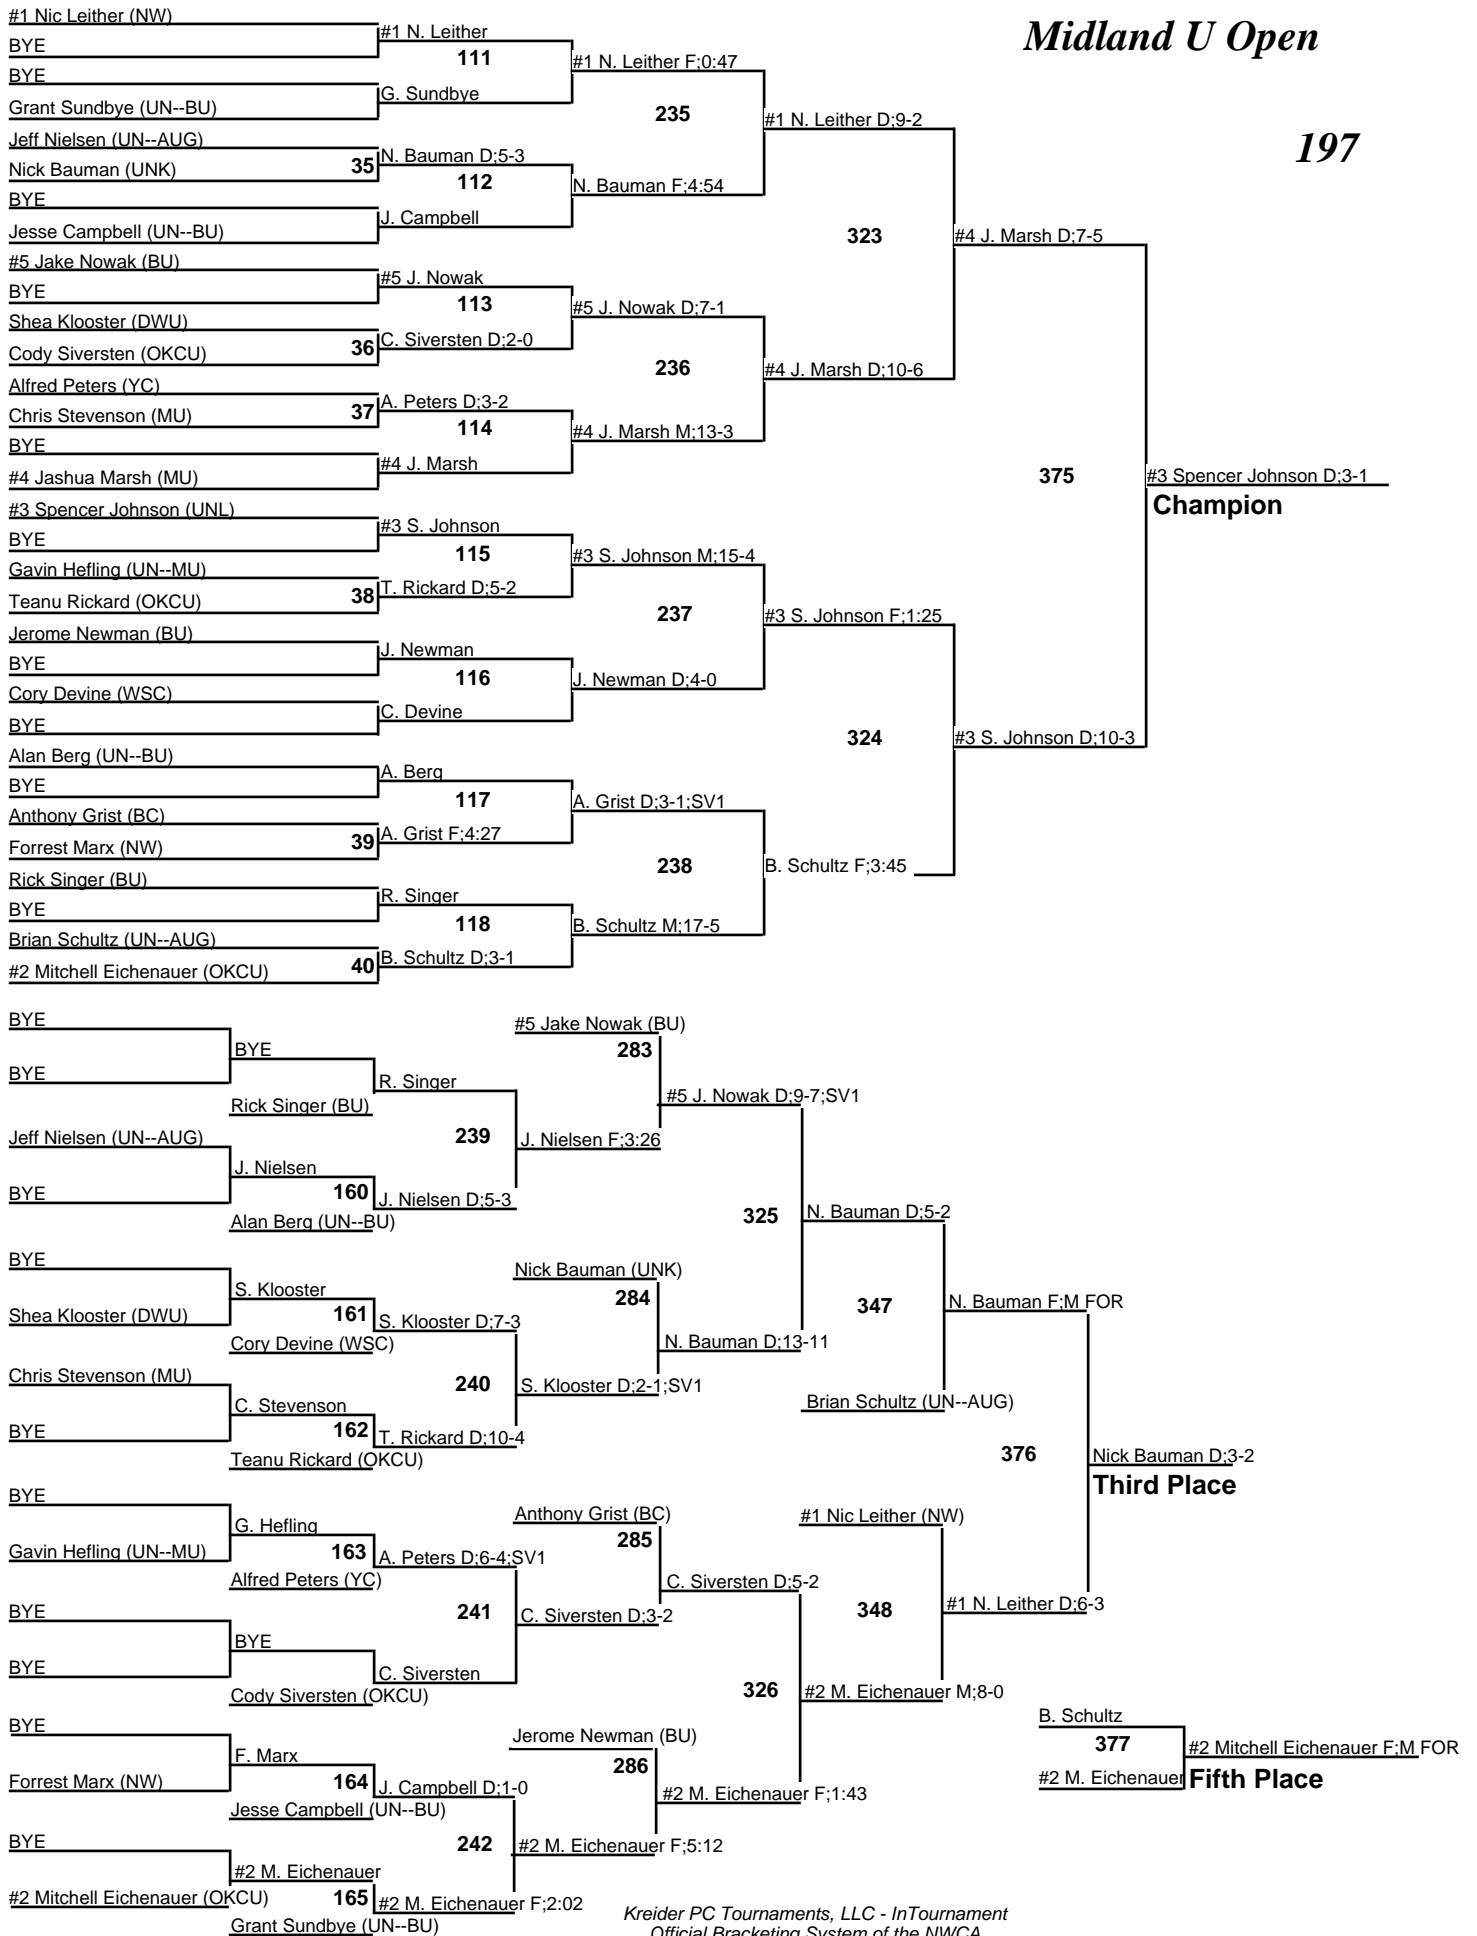 Midland U Open
197
#1 Nic Leither (NW)
BYE
BYE
Grant Sundbye (UN--BU)
Jeff Nielsen (UN--AUG)
Nick Bauman (UNK)
BYE
Jesse Campbell (UN--BU)
#5 Jake Nowak (BU)
BYE
Shea Klooster (DWU)
Cody Siversten (OKCU)
Alfred Peters (YC)
Chris Stevenson (MU)
BYE
#4 Jashua Marsh (MU)
#3 Spencer Johnson (UNL)
BYE
Gavin Hefling (UN--MU)
Teanu Rickard (OKCU)
Jerome Newman (BU)
BYE
Cory Devine (WSC)
BYE
Alan Berg (UN--BU)
BYE
Anthony Grist (BC)
Forrest Marx (NW)
Rick Singer (BU)
BYE
Brian Schultz (UN--AUG)
#2 Mitchell Eichenauer (OKCU)
35
36
37
38
39
40
#1 N. Leither
111
G. Sundbye
N. Bauman D;5-3
112
J. Campbell
#5 J. Nowak
113
C. Siversten D;2-0
A. Peters D;3-2
114
#4 J. Marsh
#3 S. Johnson
115
T. Rickard D;5-2
J. Newman
116
C. Devine
A. Berg
117
A. Grist F;4:27
R. Singer
118
B. Schultz D;3-1
#1 N. Leither F;0:47
235
N. Bauman F;4:54
#5 J. Nowak D;7-1
236
#4 J. Marsh M;13-3
#3 S. Johnson M;15-4
237
J. Newman D;4-0
A. Grist D;3-1;SV1
238
B. Schultz M;17-5
#1 N. Leither D;9-2
323
#4 J. Marsh D;10-6
#3 S. Johnson F;1:25
324
B. Schultz F;3:45
#4 J. Marsh D;7-5
375
#3 S. Johnson D;10-3
#3 Spencer Johnson D;3-1
Champion
BYE
BYE
Jeff Nielsen (UN--AUG)
BYE
BYE
Shea Klooster (DWU)
Chris Stevenson (MU)
BYE
BYE
Gavin Hefling (UN--MU)
BYE
BYE
BYE
Forrest Marx (NW)
BYE
#2 Mitchell Eichenauer (OKCU)
BYE
Rick Singer (BU)
J. Nielsen
160
Alan Berg (UN--BU)
S. Klooster
161
Cory Devine (WSC)
C. Stevenson
162
Teanu Rickard (OKCU)
G. Hefling
163
Alfred Peters (YC)
BYE
Cody Siversten (OKCU)
F. Marx
164
Jesse Campbell (UN--BU)
#2 M. Eichenauer
165
Grant Sundbye (UN--BU)
R. Singer
239
J. Nielsen D;5-3
S. Klooster D;7-3
240
T. Rickard D;10-4
A. Peters D;6-4;SV1
241
C. Siversten
J. Campbell D;1-0
242
#2 M. Eichenauer F;2:02
#5 Jake Nowak (BU)
283
J. Nielsen F;3:26
Nick Bauman (UNK)
284
S. Klooster D;2-1;SV1
Anthony Grist (BC)
285
C. Siversten D;3-2
Jerome Newman (BU)
286
#2 M. Eichenauer F;5:12
#5 J. Nowak D;9-7;SV1
325
N. Bauman D;13-11
C. Siversten D;5-2
326
#2 M. Eichenauer F;1:43
N. Bauman D;5-2
347
Brian Schultz (UN--AUG)
#1 Nic Leither (NW)
348
#2 M. Eichenauer M;8-0
N. Bauman F;M FOR
376
#1 N. Leither D;6-3
Nick Bauman D;3-2
Third Place
B. Schultz
377
#2 M. Eichenauer
#2 Mitchell Eichenauer F;M FOR
Fifth Place
Kreider PC Tournaments, LLC - InTournament
Official Bracketing System of the NWCA